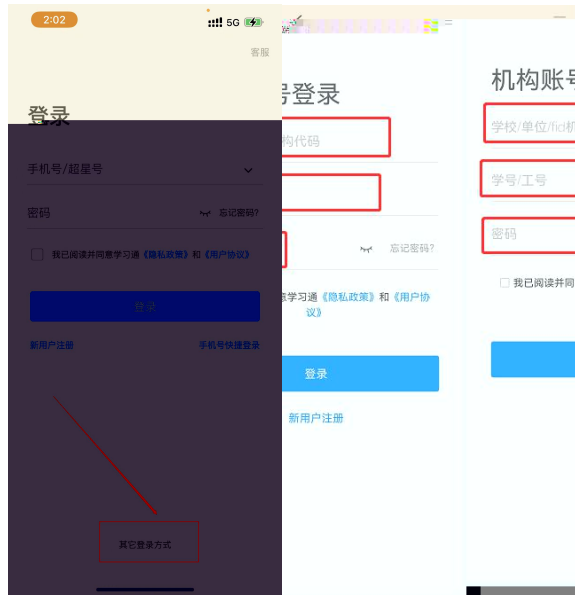 2:02
5G
客服
登录
手机号/超星号
密码
忘记密码?
我已阅读并同意学习通《隐私政策》和《用户协议》
登录
新用户注册
手机号快捷登录
其它登录方式
号登录
构代码
忘记密码?
意学习通《隐私政策》和《用户协
议》
登录
新用户注册
机构账号
学校/单位/fid机
学号/工号
密码
我已阅读并同